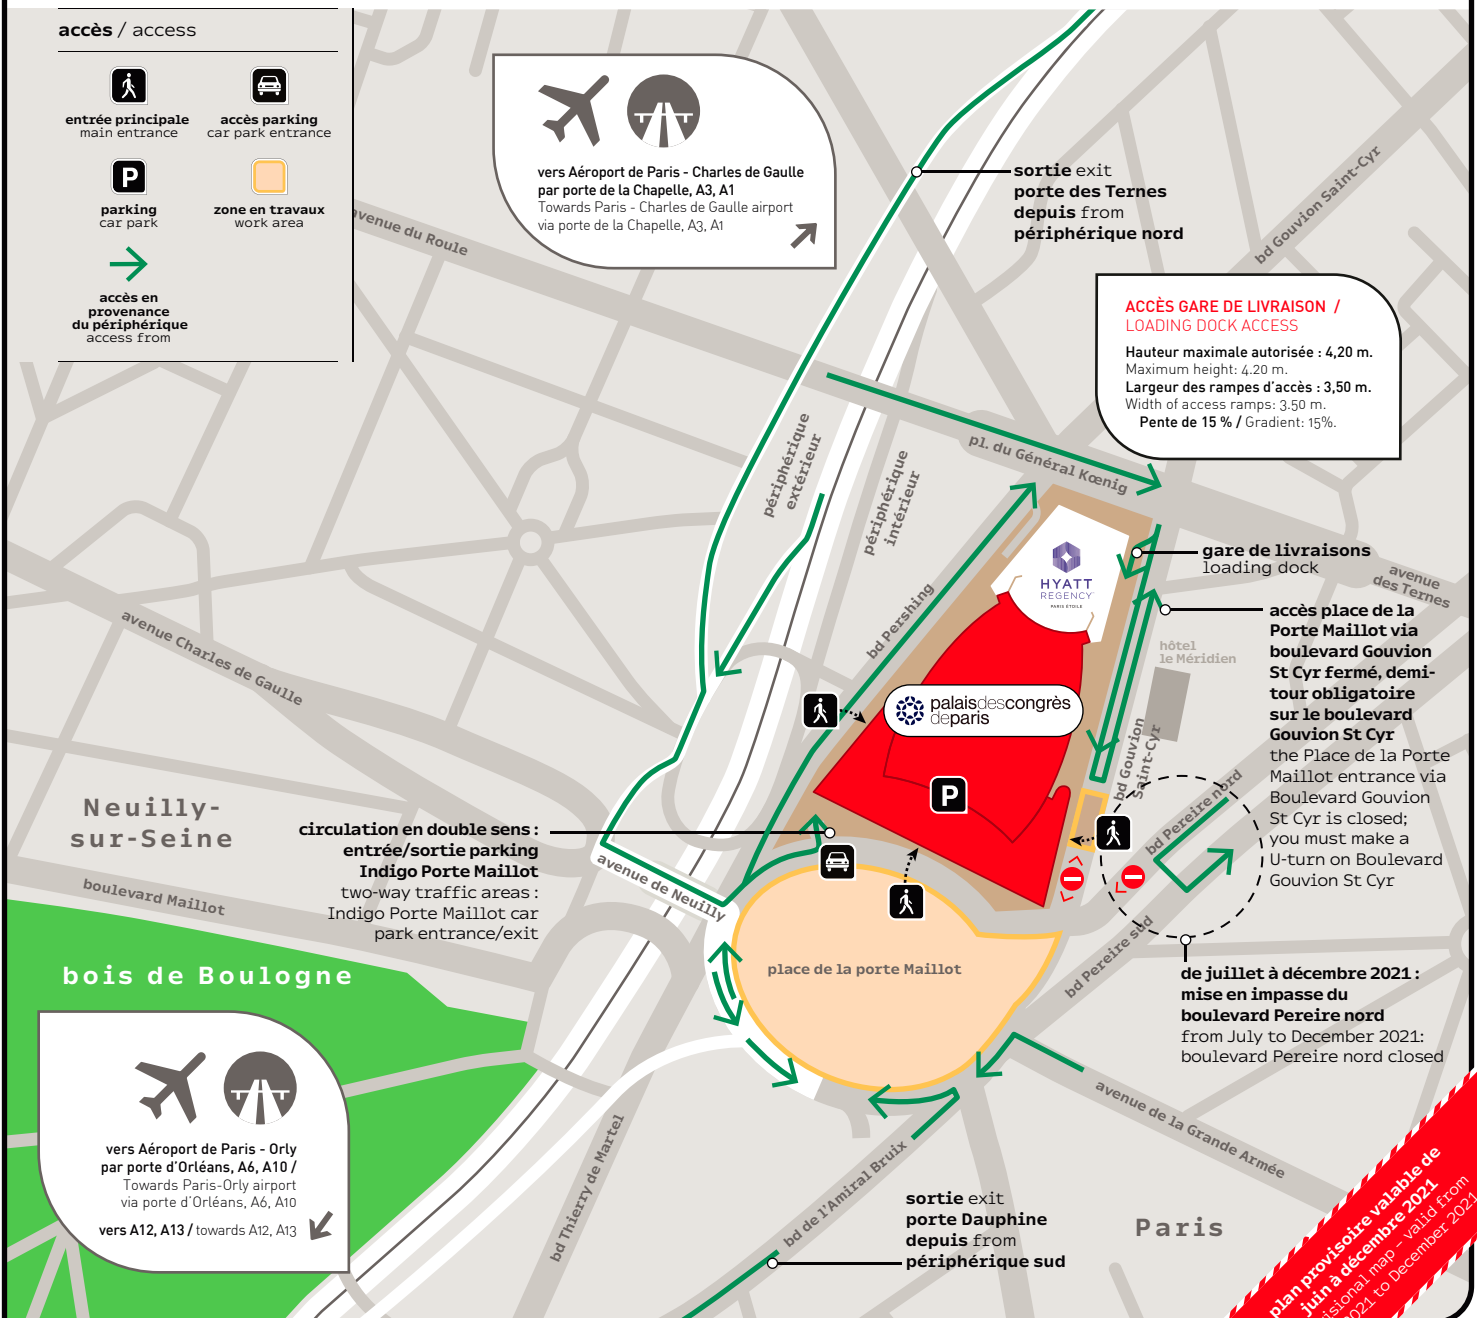 accès / access
entrée principale
main entrance
accès parking
car park entrance
P
parking
car park
zone en travaux
work area
accès en
provenance
du périphérique
access from
vers Aéroport de Paris - Charles de Gaulle
par porte de la Chapelle, A3, A1
Towards Paris - Charles de Gaulle airport
via porte de la Chapelle, A3, A1
sortie exit
porte des Ternes
depuis from
périphérique nord
bd Gouvion Saint-Cyr
avenue du Roule
ACCÈS GARE DE LIVRAISON /
LOADING DOCK ACCESS
Hauteur maximale autorisée : 4,20 m.
Maximum height: 4.20 m.
Largeur des rampes d'accès : 3,50 m.
Width of access ramps: 3.50 m.
Pente de 15 % / Gradient: 15%.
périphérique
extérieur
périphérique
intérieur
pl. du Général Kœnig
HYATT
REGENCY
PARIS ÉTOILE
gare de livraisons
loading dock
avenue
des Ternes
bd Pershing
accès place de la
Porte Maillot via
boulevard Gouvion
St Cyr fermé, demi-
tour obligatoire
sur le boulevard
Gouvion St Cyr
the Place de la Porte
Maillot entrance via
Boulevard Gouvion
St Cyr is closed;
you must make a
U-turn on Boulevard
Gouvion St Cyr
hôtel
le Méridien
avenue Charles de Gaulle
palaisdescongrès
deparis
P
bd Gouvion
Saint-Cyr
bd Pereire nord
Neuilly-
sur-Seine
circulation en double sens :
entrée/sortie parking
Indigo Porte Maillot
two-way traffic areas :
Indigo Porte Maillot car
park entrance/exit
avenue de Neuilly
boulevard Maillot
bois de Boulogne
place de la porte Maillot
bd Pereire sud
de juillet à décembre 2021 :
mise en impasse du
boulevard Pereire nord
from July to December 2021:
boulevard Pereire nord closed
vers Aéroport de Paris - Orly
par porte d'Orléans, A6, A10 /
Towards Paris-Orly airport
via porte d'Orléans, A6, A10
vers A12, A13 / towards A12, A13
bd Thierry de Martel
bd de l'Amiral Bruix
avenue de la Grande Armée
sortie exit
porte Dauphine
depuis from
périphérique sud
Paris
plan provisoire valable de
juin à décembre 2021
map - valid from
2021 to December 2021